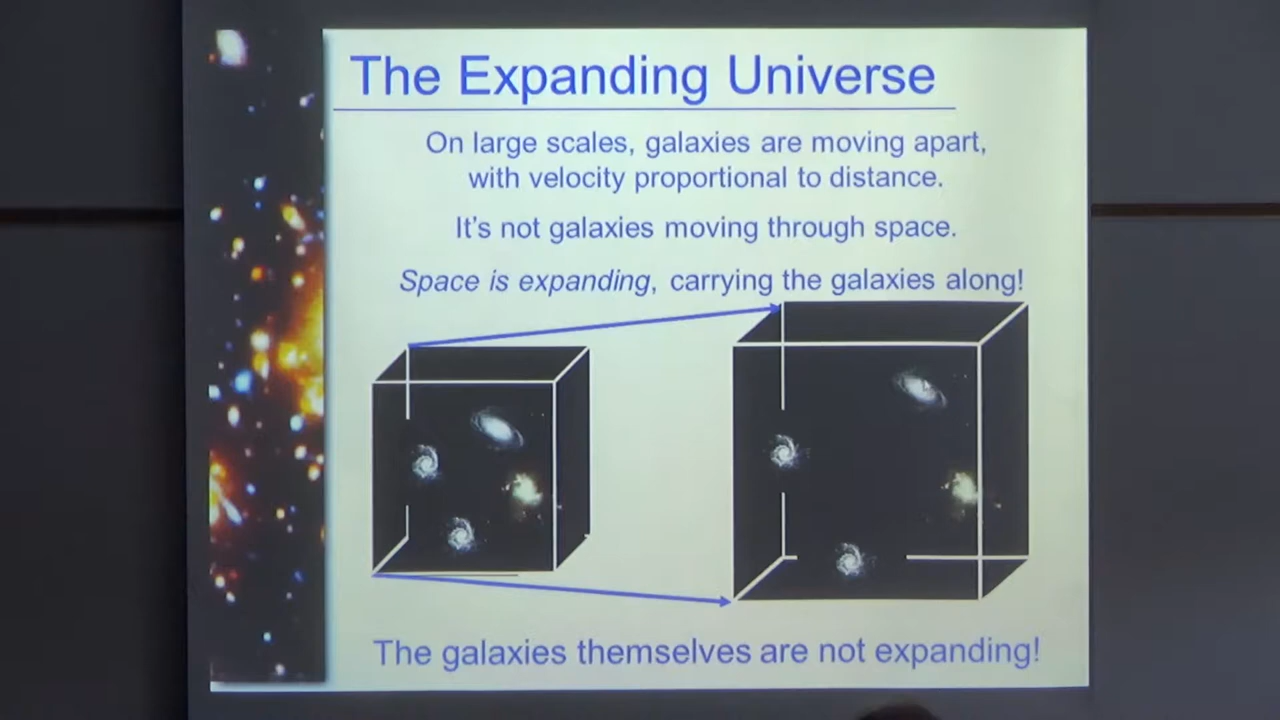 The Expanding Universe
On large scales, galaxies are moving apart,
with velocity proportional to distance.
It's not galaxies moving through space.
Space is expanding, carrying the galaxies along!
The galaxies themselves are not expanding!